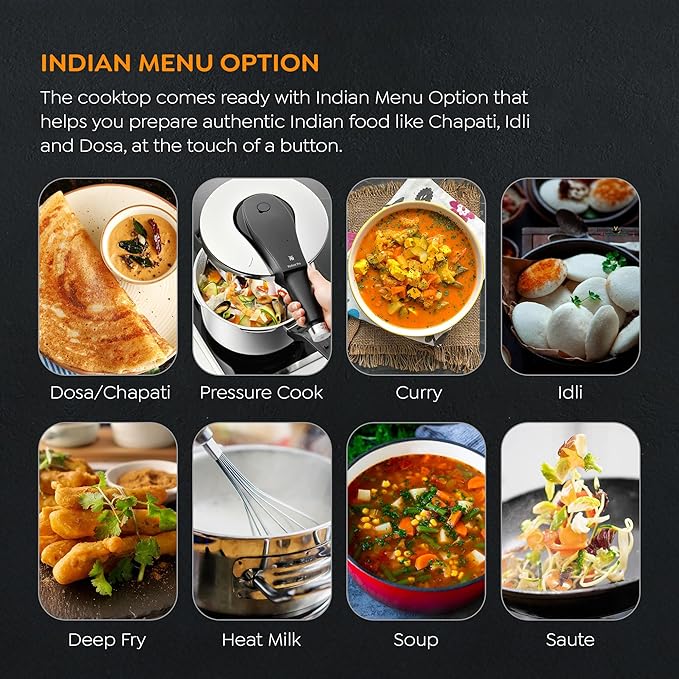 INDIAN MENU OPTION
The cooktop comes ready with Indian Menu Option that
helps you prepare authentic Indian food like Chapati, Idli
and Dosa, at the touch of a button.
Dosa/Chapati
Pressure Cook
Curry
Idli
Deep Fry
Heat Milk
Soup
Saute